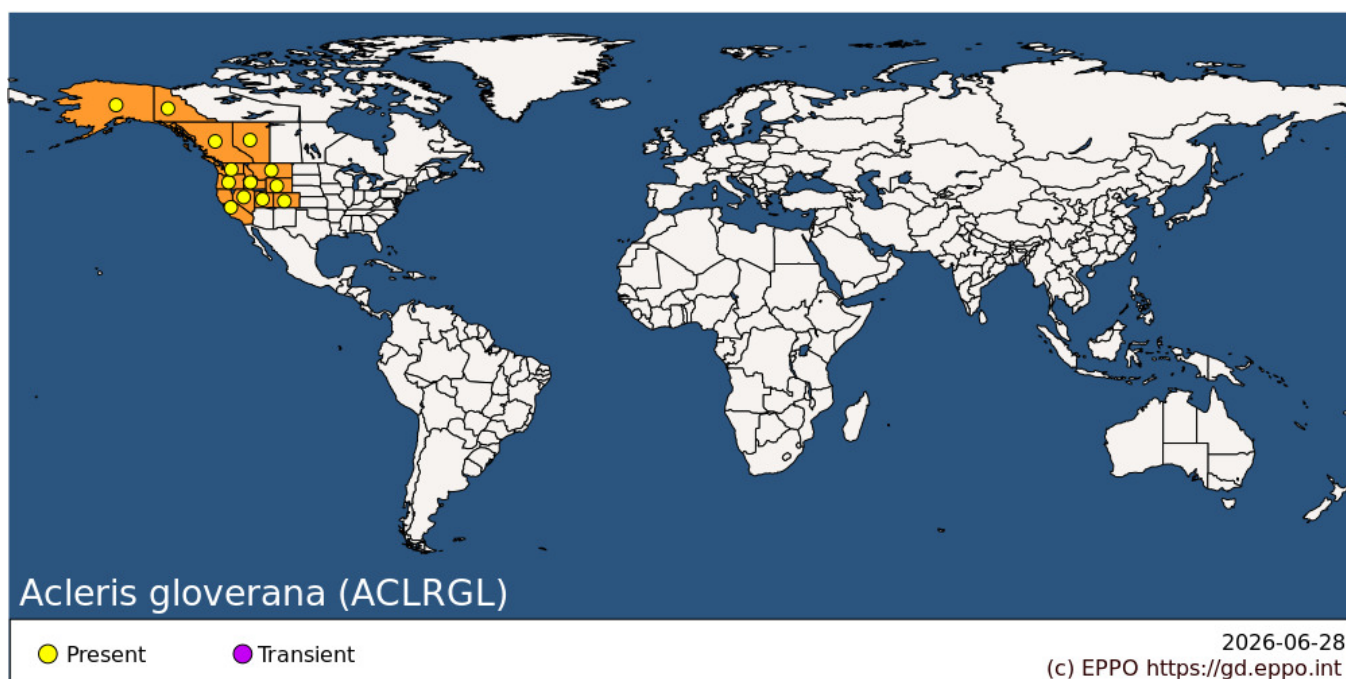 Acleris gloverana (ACLRGL)
Present
Transient
2026-06-28
(c) EPPO https://gd.eppo.int